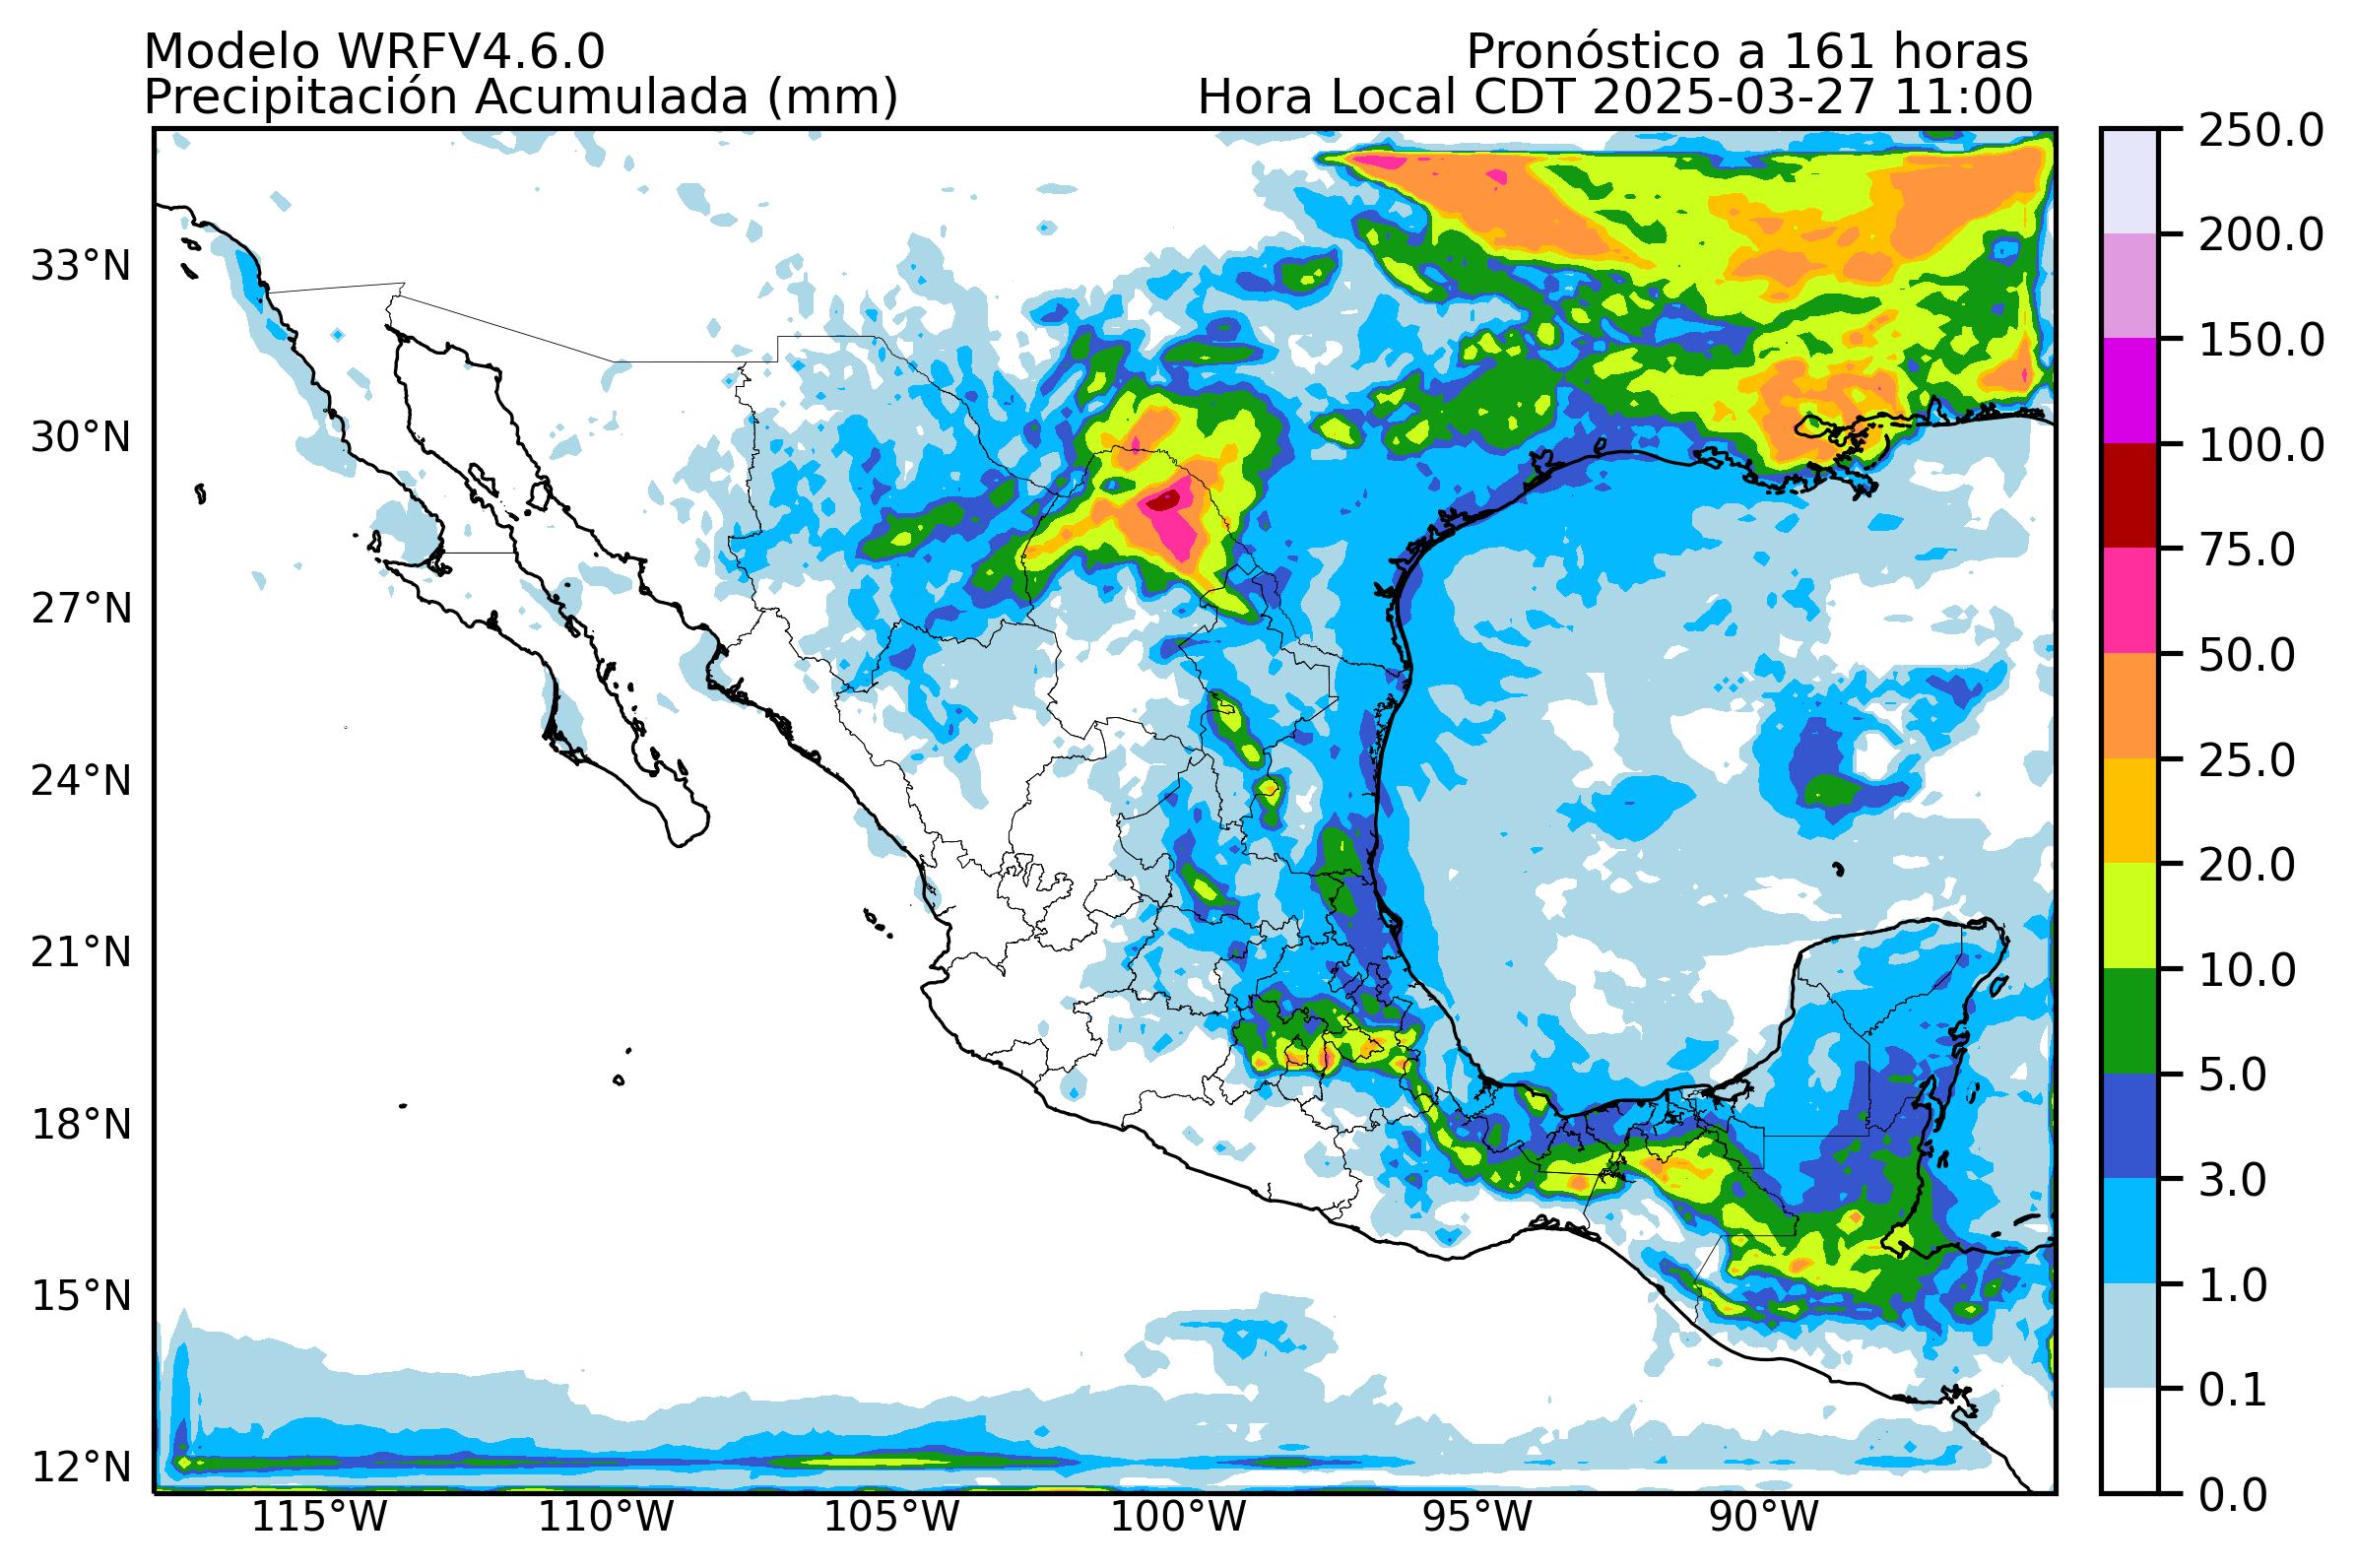 Modelo WRFV4.6.0
Pronóstico a 161 horas
Precipitación Acumulada (mm)
Hora Local CDT 2025-03-27 11:00
250.0
200.0
150.0
100.0
75.0
50.0
25.0
20.0
10.0
5.0
3.0
1.0
0.1
0.0
33°N
30°N
27°N
24°N
21°N
18°N
15°N
12°N
115°W
110°W
105°W
100°W
95°W
90°W